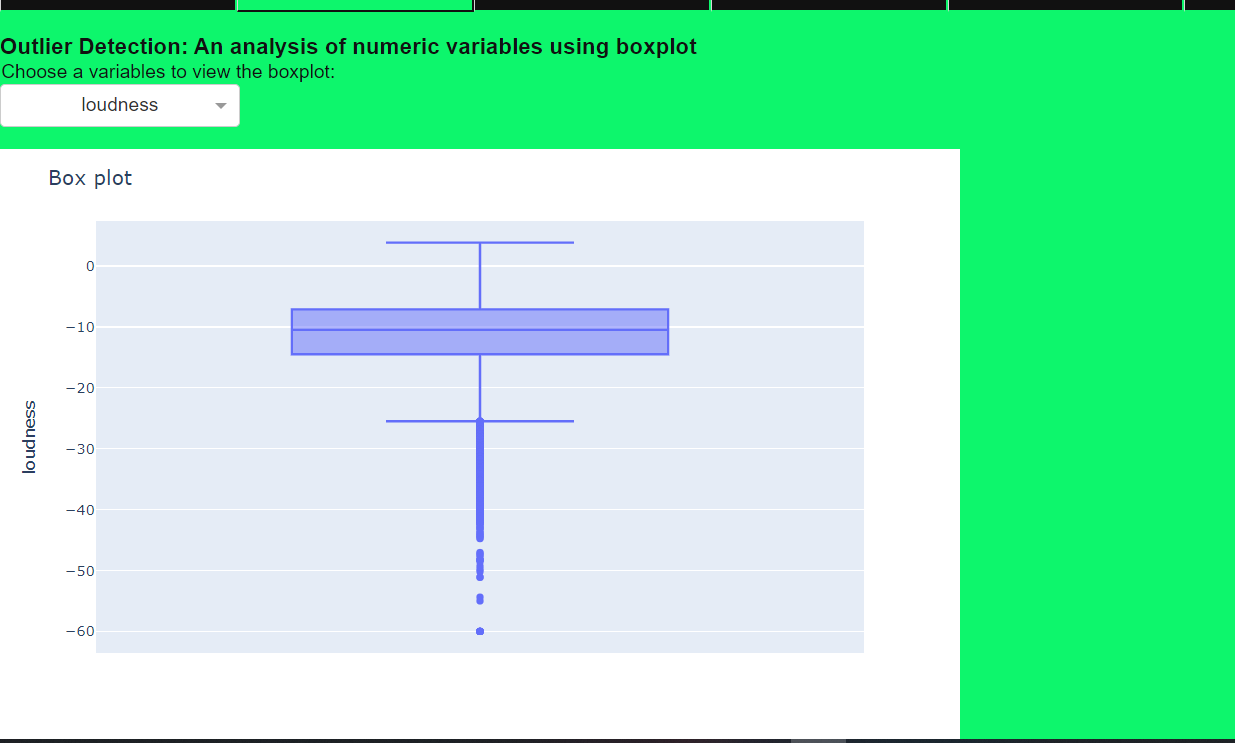 Outlier Detection: An analysis of numeric variables using boxplot
Choose a variables to view the boxplot:
loudness
Box plot
0
−10
−20
−30
−40
−50
−60
loudness